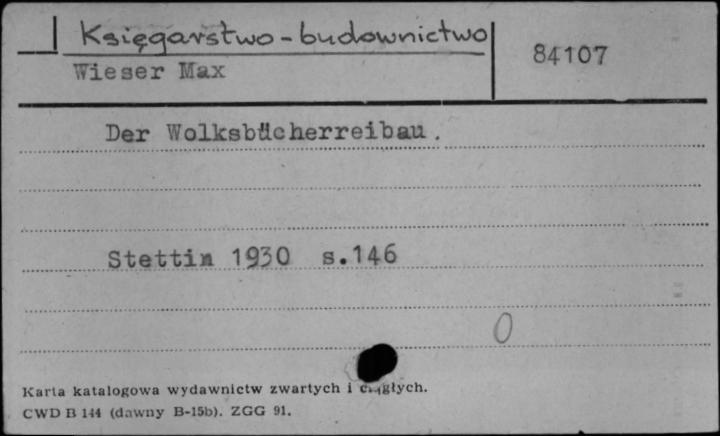 Księgarstwo - budownictwo
84107
Wieser Max
Der Wolksbücherreibau.
Stettin 1930 s.146
0
Karta katalogowa wydawnictw zwartych i ciągłych.
CWD B 144 (dawny B-15b). ZGG 91.